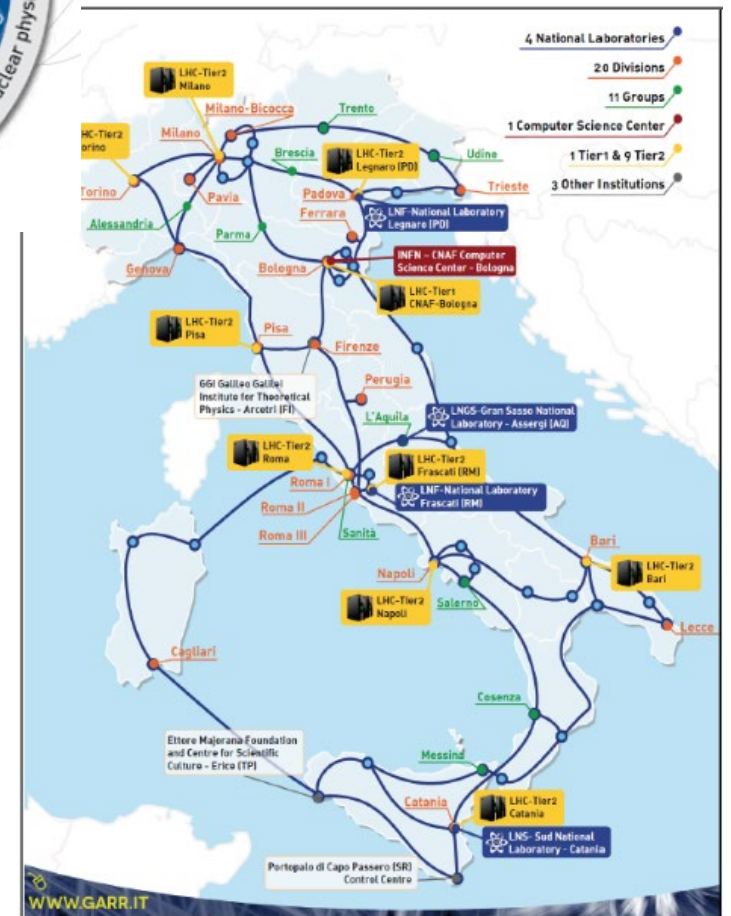 clear phys
4 National Laboratories
20 Divisions
11 Groups
1 Computer Science Center
1 Tier1 & 9 Tier2
3 Other Institutions
LHC-Tier2
Milano
Milano-Bicocca
Trento
HC-Tier2
orino
Milano
Brescia
LHC-Tier2
Legnaro (PD)
Udine
Torino
Pavia
Padova
Trieste
Alessandria
Ferrara
LNF-National Laboratory
Legnaro (PD)
Parma
Genova
Bologna
INFN - CNAF Computer
Science Center - Bologna
LHC-Tier1
CNAF-Bologna
LHC-Tier2
Pisa
Pisa
Firenze
GGI Galileo Galilei
Institute for Theoretical
Physics - Arcetri (FI)
Perugia
L'Aquila
LNGS-Gran Sasso National
Laboratory - Assergi (AQ)
LHC-Tier2
Roma
LHC-Tier2
Frascati (RM)
Roma I
LNF-National Laboratory
Frascati (RM)
Roma II
Roma III
Sanità
Bari
LHC-Tier2
Bari
Napoli
LHC-Tier2
Napoli
Salerno
Lecce
Cagliari
Cosenza
Ettore Majorana Foundation
and Centre for Scientific
Culture - Erice (TP)
Messina
Catania
LHC-Tier2
Catania
LNS- Sud National
Laboratory - Catania
Portopalo di Capo Passero (SR)
Control Centre
WWW.GARR.IT